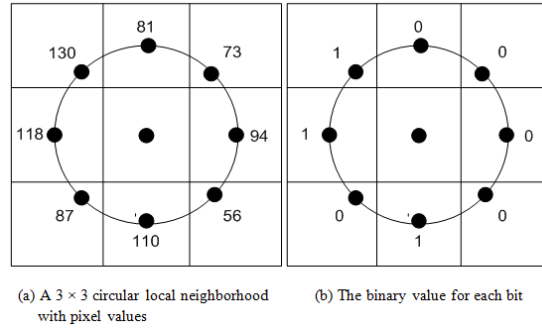 81 0
130 73 1 0
118 94 1 0
87 56 0 0
110 1
(a) A 3 × 3 circular local neighborhood (b) The binary value for each bit
with pixel values